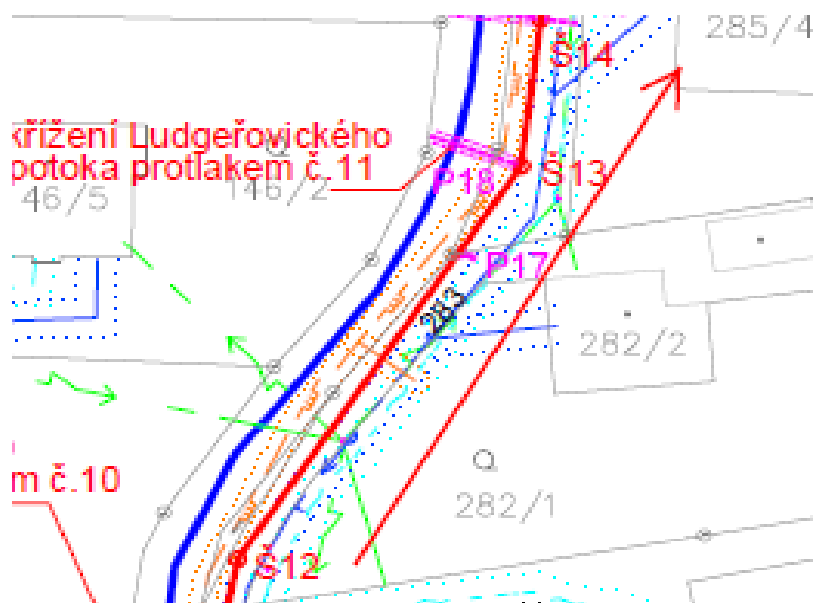 285/4
Š14
křížení Ludgeřovického
potoka protlakem č.11
Š13
P18
146/2
46/5
P17
283
282/2
m č.10
282/1
Š12